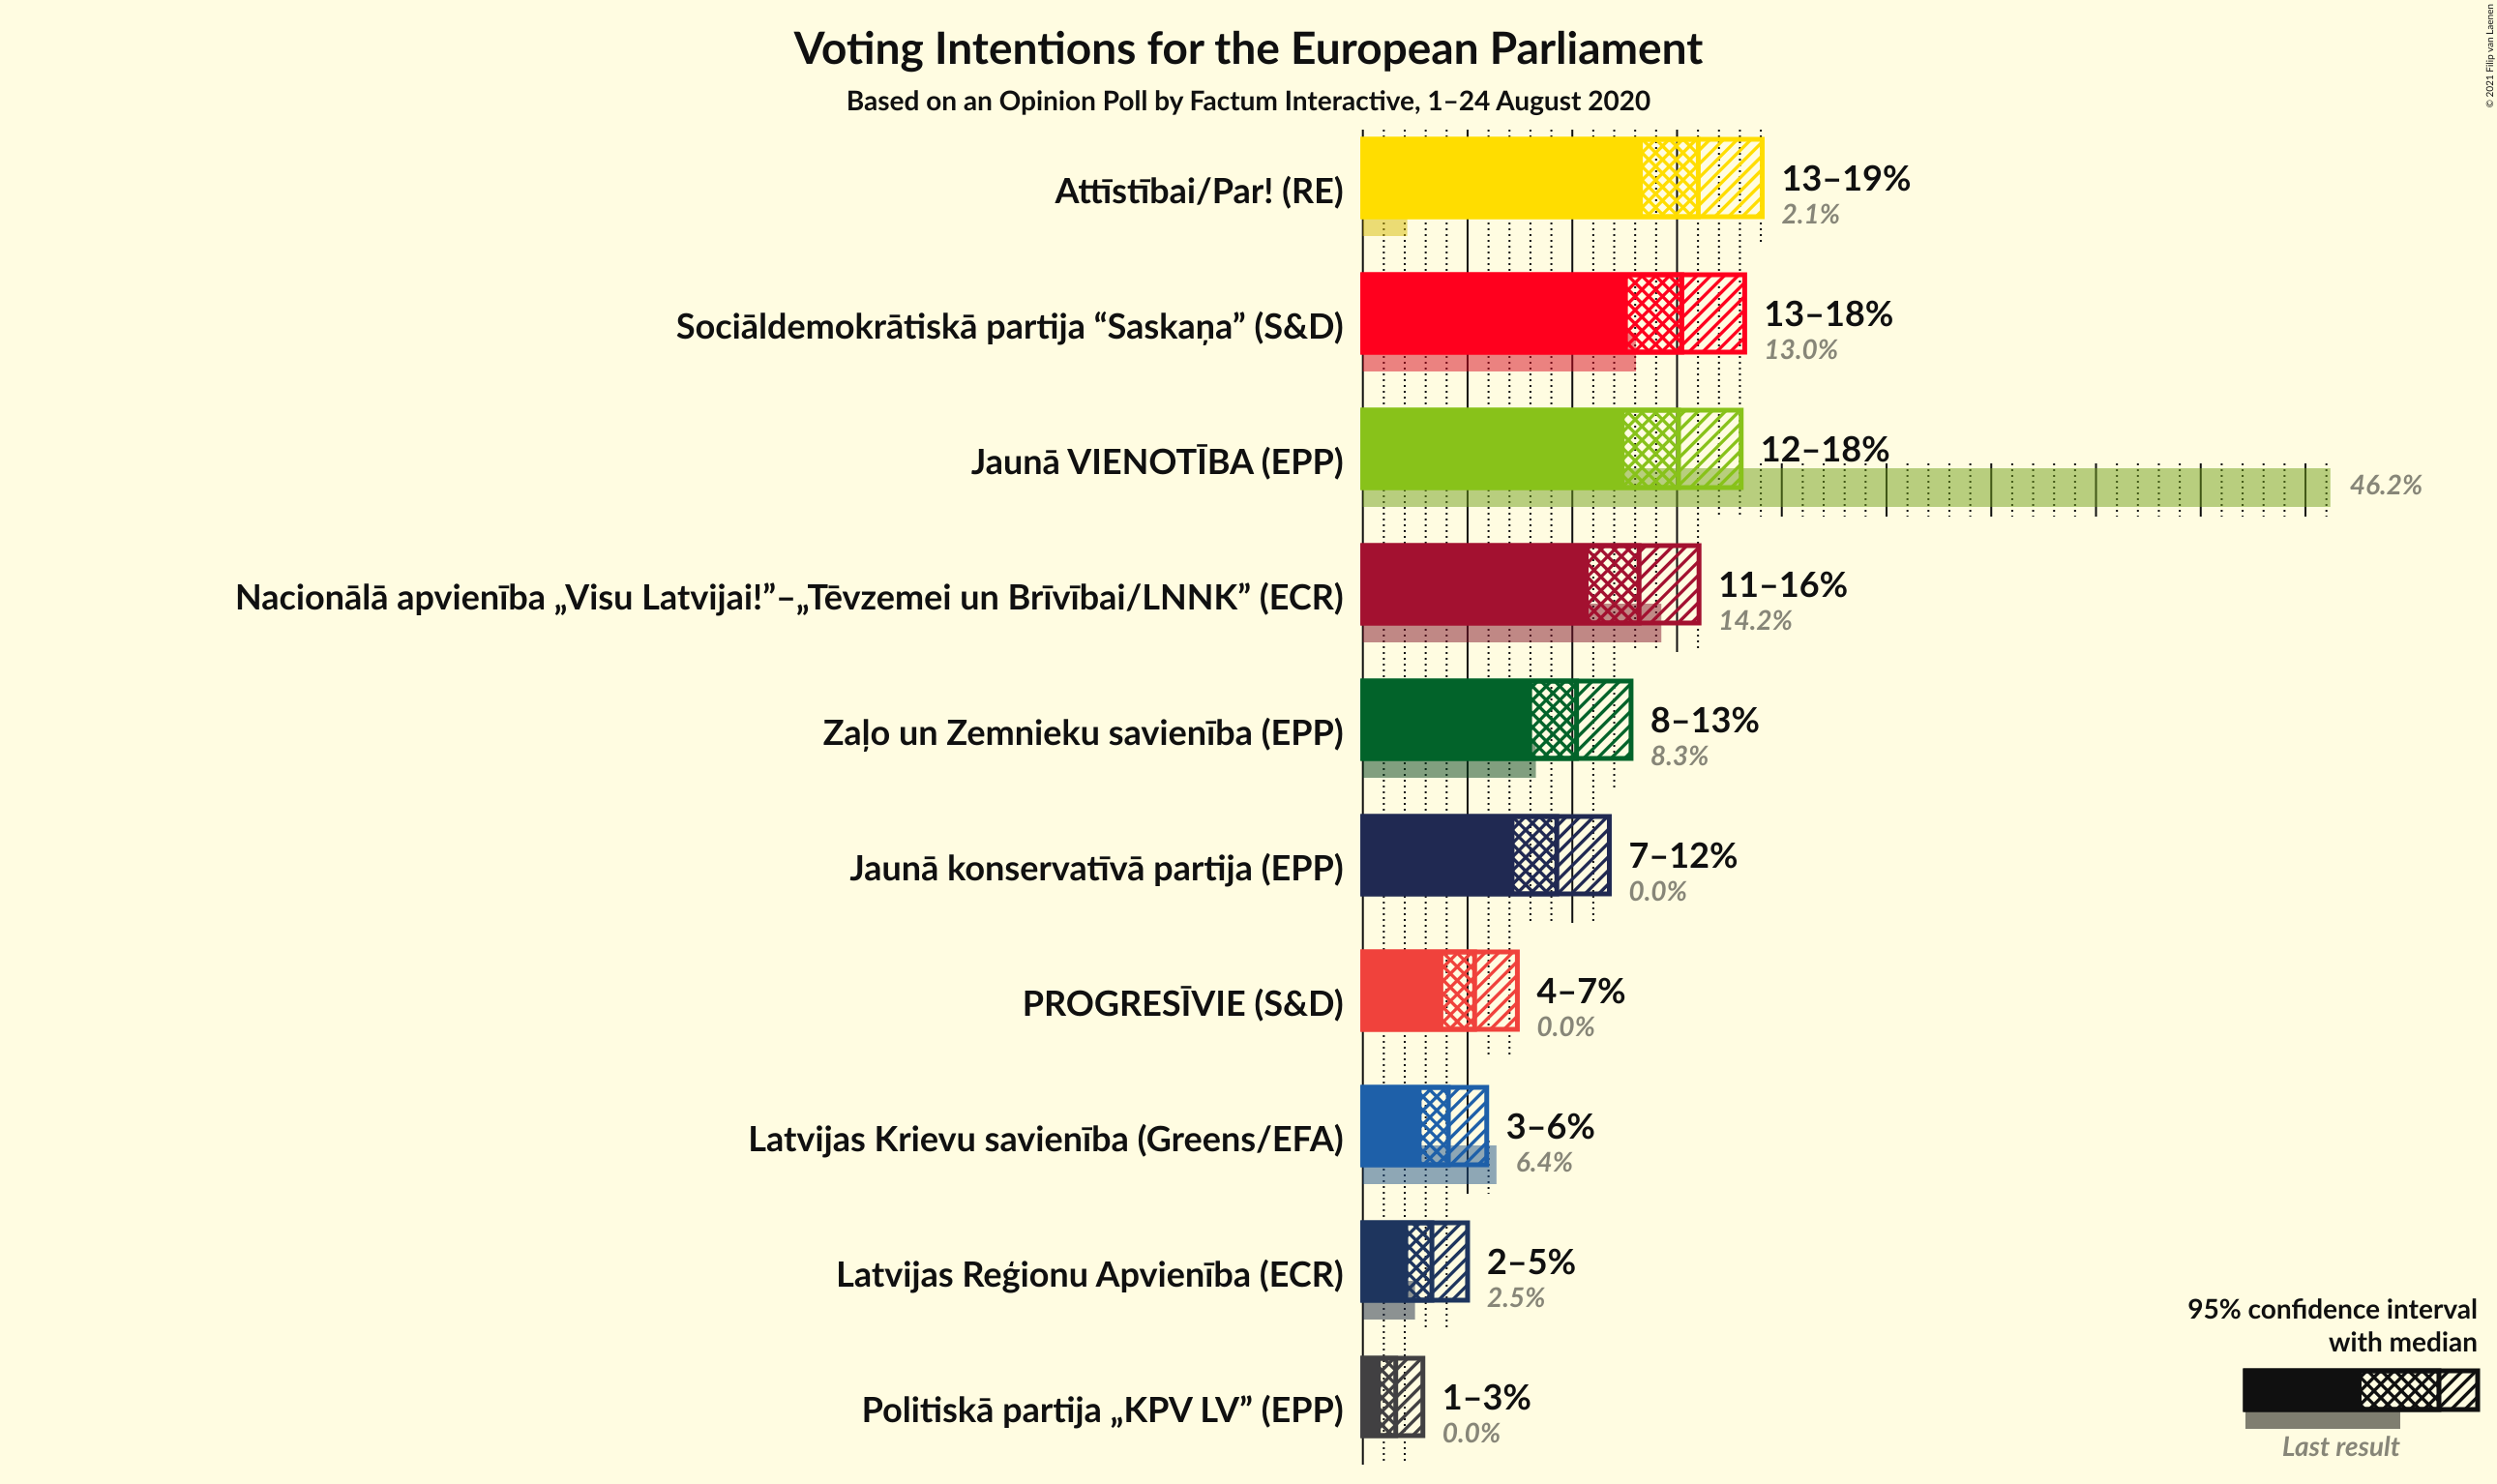 Voting Intentions for the European Parliament
Based on an Opinion Poll by Factum Interactive, 1–24 August 2020
© 2021 Filip van Laenen
Attīstībai/Par! (RE)
13–19%
2.1%
Sociāldemokrātiskā partija “Saskaņa” (S&D)
13–18%
13.0%
Jaunā VIENOTĪBA (EPP)
12–18%
46.2%
Nacionālā apvienība „Visu Latvijai!”–„Tēvzemei un Brīvībai/LNNK” (ECR)
11–16%
14.2%
Zaļo un Zemnieku savienība (EPP)
8–13%
8.3%
Jaunā konservatīvā partija (EPP)
7–12%
0.0%
PROGRESĪVIE (S&D)
4–7%
0.0%
Latvijas Krievu savienība (Greens/EFA)
3–6%
6.4%
Latvijas Reģionu Apvienība (ECR)
2–5%
2.5%
Politiskā partija „KPV LV” (EPP)
1–3%
0.0%
95% confidence interval
with median
Last result